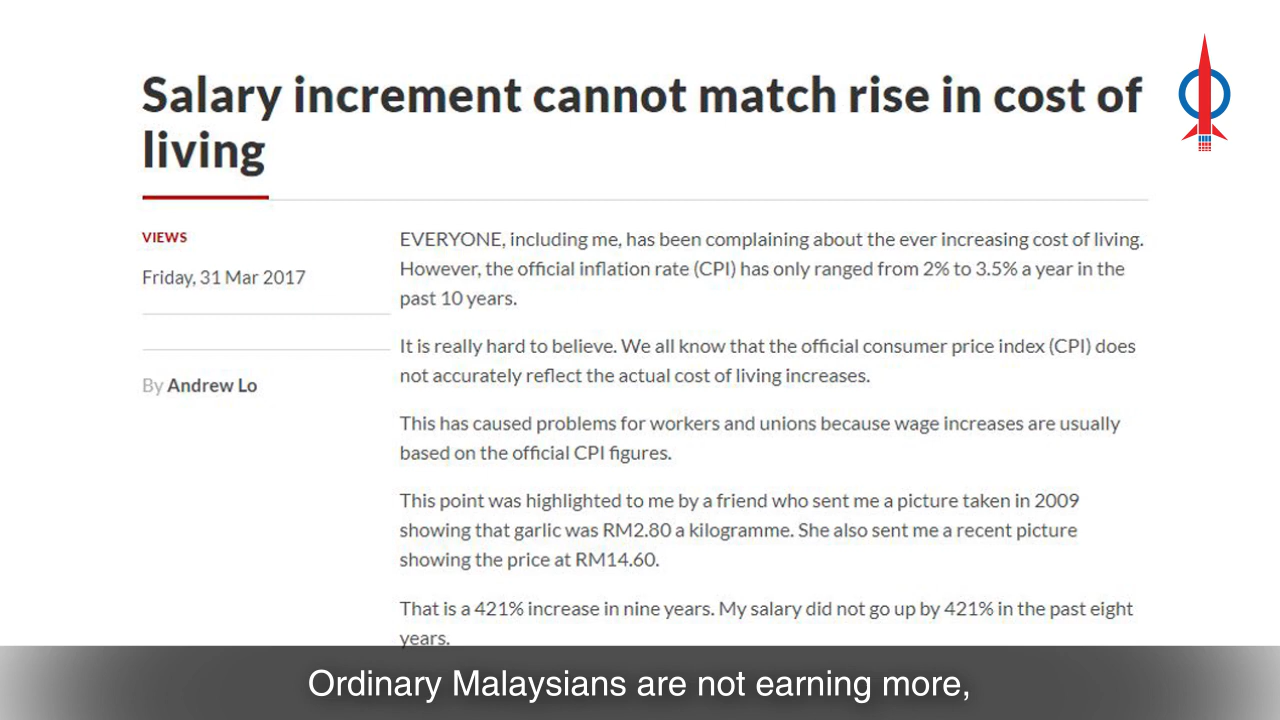 Salary increment cannot match rise in cost of
living
VIEWS
Friday, 31 Mar 2017
By Andrew Lo
EVERYONE, including me, has been complaining about the ever increasing cost of living.
However, the official inflation rate (CPI) has only ranged from 2% to 3.5% a year in the
past 10 years.
It is really hard to believe. We all know that the official consumer price index (CPI) does
not accurately reflect the actual cost of living increases.
This has caused problems for workers and unions because wage increases are usually
based on the official CPI figures.
This point was highlighted to me by a friend who sent me a picture taken in 2009
showing that garlic was RM2.80 a kilogramme. She also sent me a recent picture
showing the price at RM14.60.
That is a 421% increase in nine years. My salary did not go up by 421% in the past eight
years.
Ordinary Malaysians are not earning more,